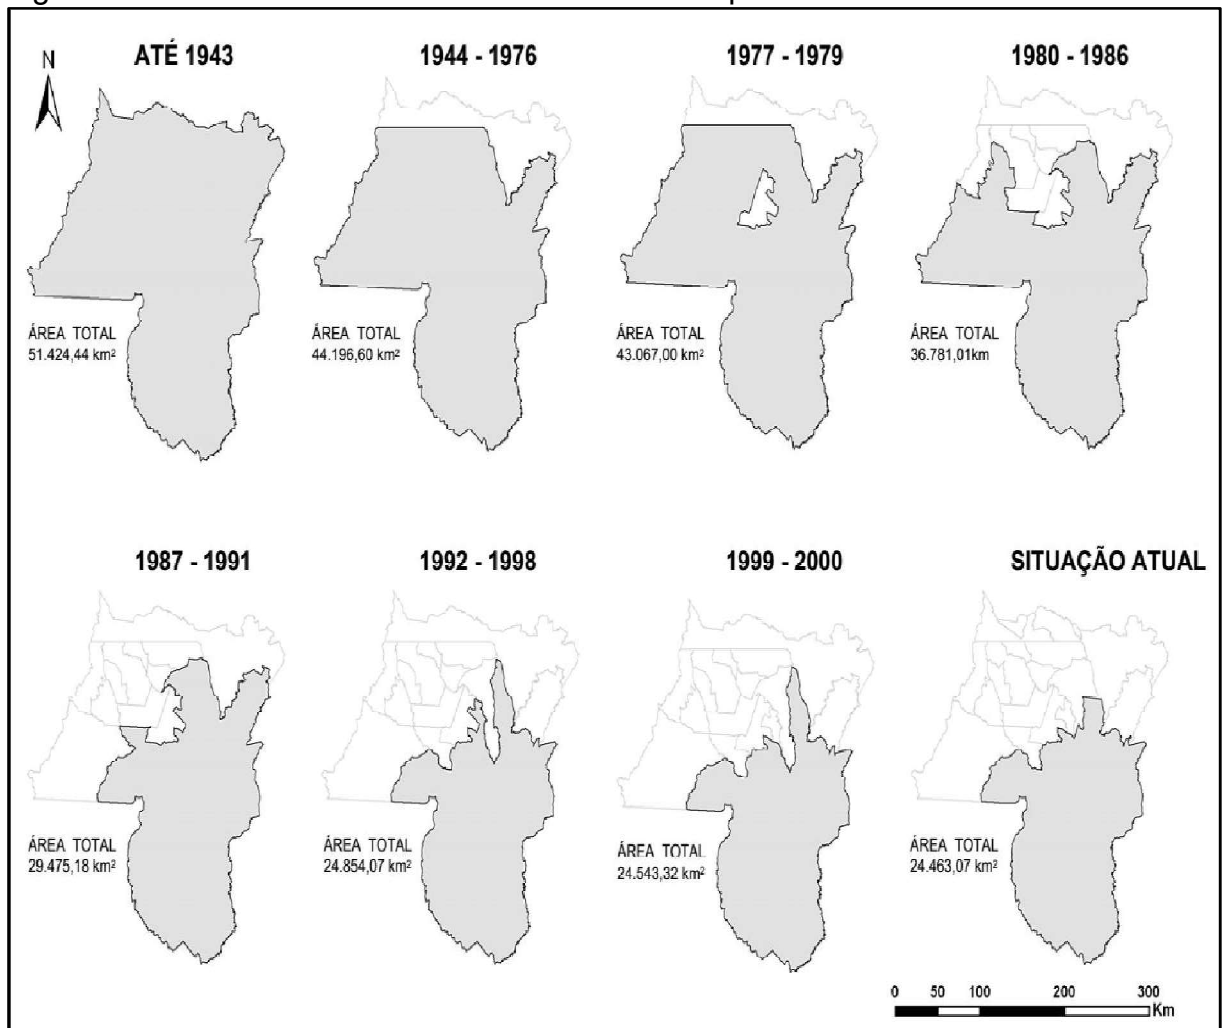 N
ATÉ 1943
1944 - 1976
1977 - 1979
1980 - 1986
ÁREA TOTAL
51.424,44 km²
ÁREA TOTAL
44.196,60 km²
ÁREA TOTAL
43.067,00 km²
ÁREA TOTAL
36.781,01km
1987 - 1991
1992 - 1998
1999 - 2000
SITUAÇÃO ATUAL
ÁREA TOTAL
29.475,18 km²
ÁREA TOTAL
24.854,07 km²
ÁREA TOTAL
24.543,32 km²
ÁREA TOTAL
24.463,07 km²
0 50 100 200 300
Km